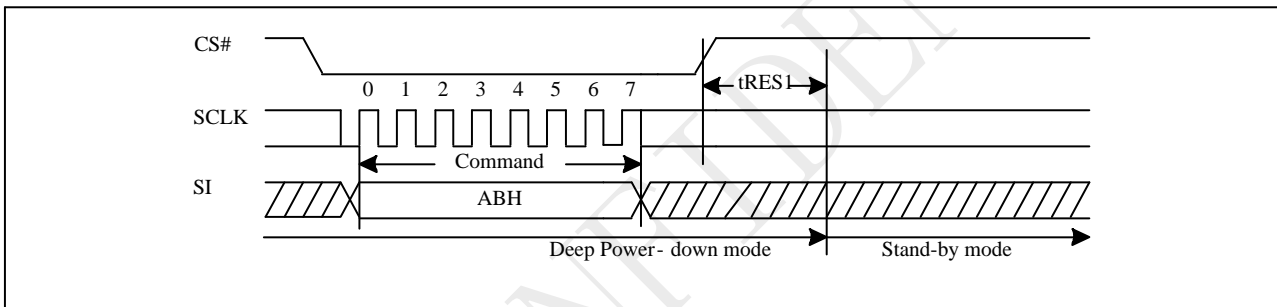 CS#
tRES1
0 1 2 3 4 5 6 7
SCLK
Command
SI
ABH
Deep Power- down mode Stand-by mode